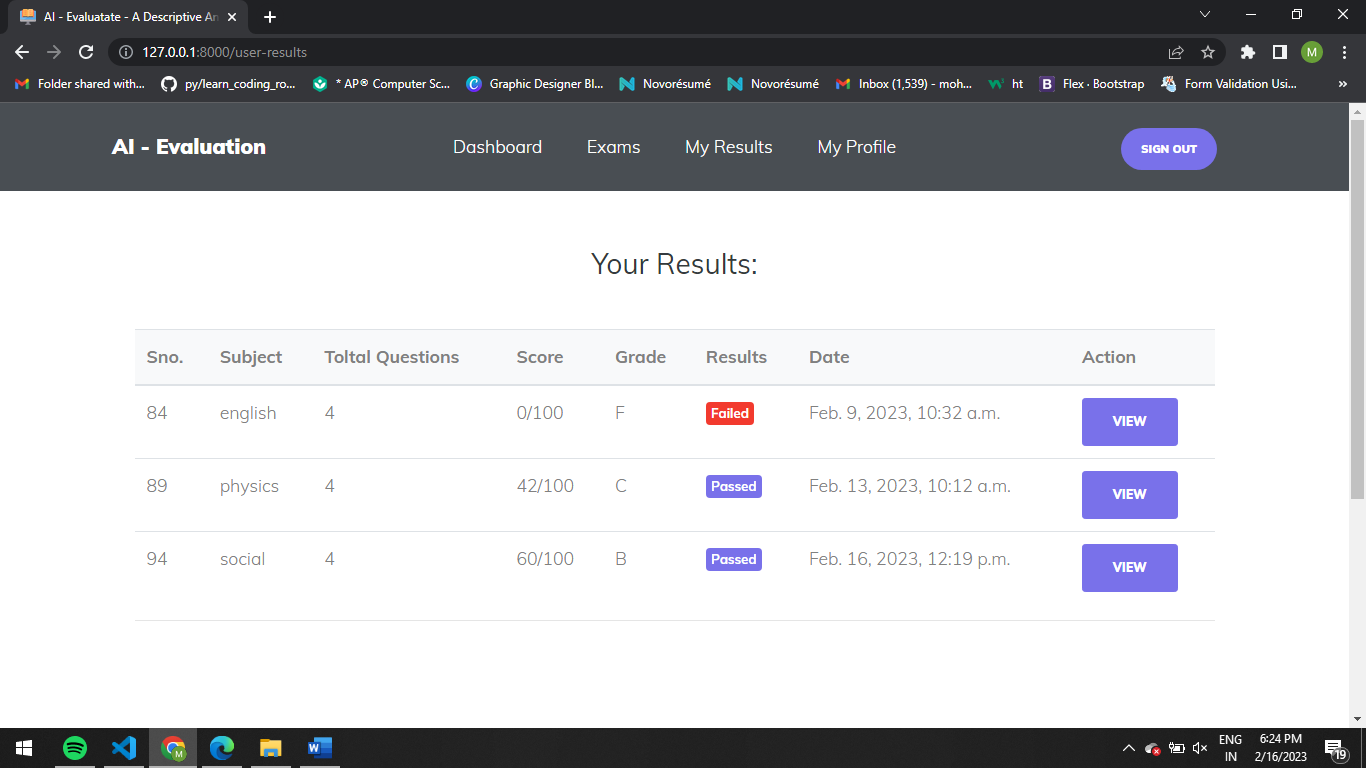 AI - Evaluatate - A Descriptive An
127.0.0.1:8000/user-results
M
Folder shared with... py/learn_coding_ro... * AP® Computer Sc... Graphic Designer Bl... Novorésumé Novorésumé Inbox (1,539) - moh... ht Flex · Bootstrap Form Validation Usi... »
AI - Evaluation Dashboard Exams My Results My Profile SIGN OUT
Your Results:
Sno. Subject Toltal Questions Score Grade Results Date Action
84 english 4 0/100 F Failed Feb. 9, 2023, 10:32 a.m. VIEW
89 physics 4 42/100 C Passed Feb. 13, 2023, 10:12 a.m. VIEW
94 social 4 60/100 B Passed Feb. 16, 2023, 12:19 p.m. VIEW
ENG 6:24 PM
IN 2/16/2023 19